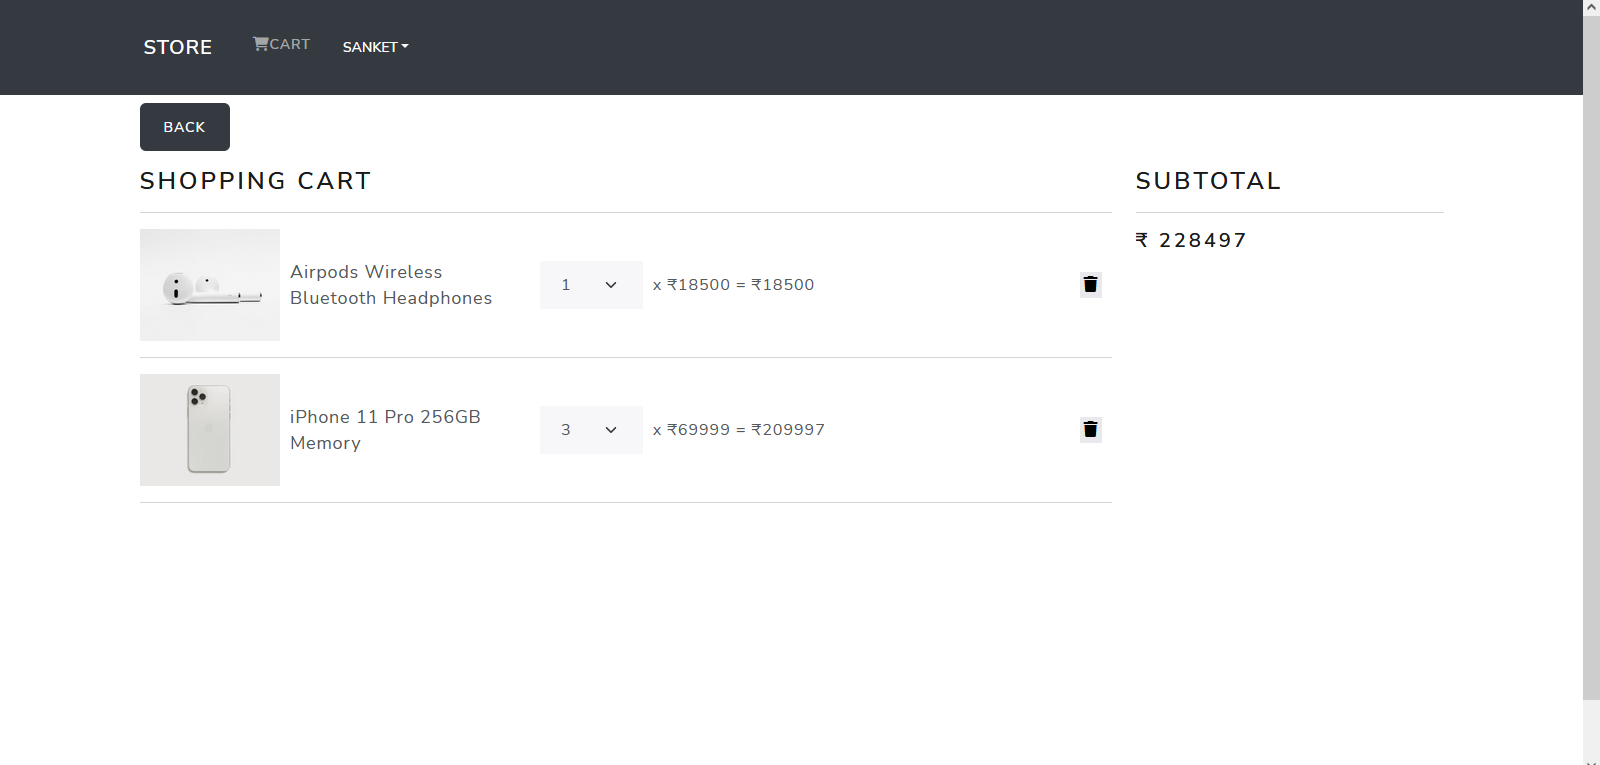 STORE
CART
SANKET
BACK
SHOPPING CART
SUBTOTAL
₹ 228497
Airpods Wireless
Bluetooth Headphones
1
x ₹18500 = ₹18500
iPhone 11 Pro 256GB
Memory
3
x ₹69999 = ₹209997